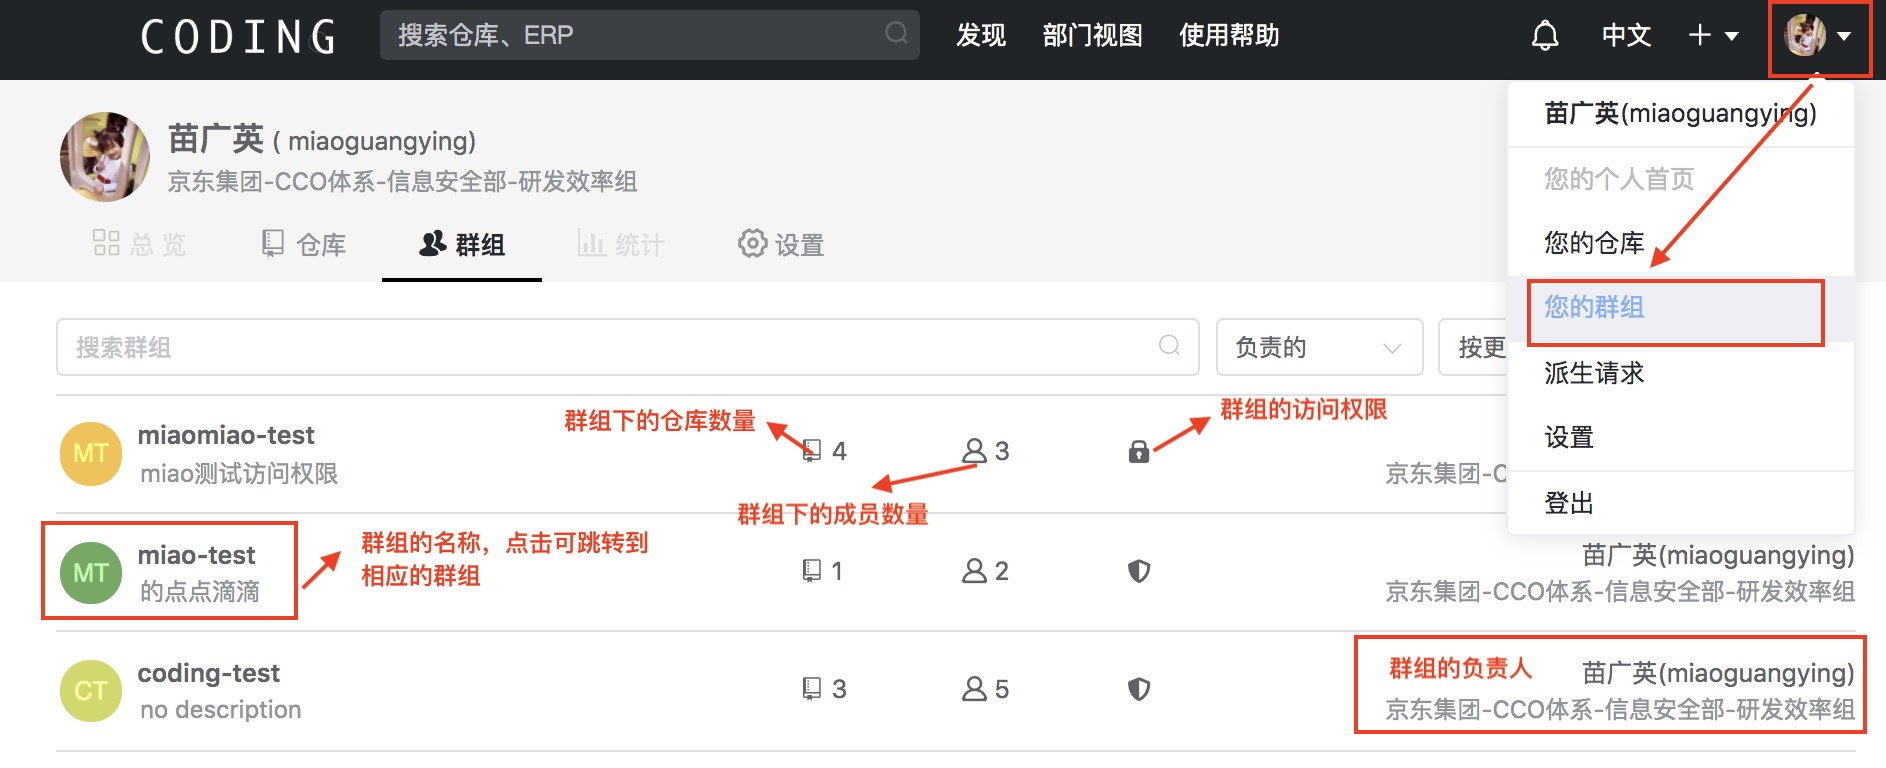 CODING 搜索仓库、ERP 发现 部门视图 使用帮助 中文
苗广英(miaoguangying)
苗广英 ( miaoguangying)
京东集团-CCO体系-信息安全部-研发效率组
您的个人首页
总 览 仓库 群组 统计 设置
您的仓库
您的群组
搜索群组 负责的 按更
派生请求
设置
登出
群组下的仓库数量
群组的访问权限
MT miaomiao-test 4 3
miao测试访问权限 京东集团-C
群组下的成员数量
群组的名称，点击可跳转到
相应的群组
MT miao-test 1 2 苗广英(miaoguangying)
的点点滴滴 京东集团-CCO体系-信息安全部-研发效率组
群组的负责人
CT coding-test 3 5 苗广英(miaoguangying)
no description 京东集团-CCO体系-信息安全部-研发效率组